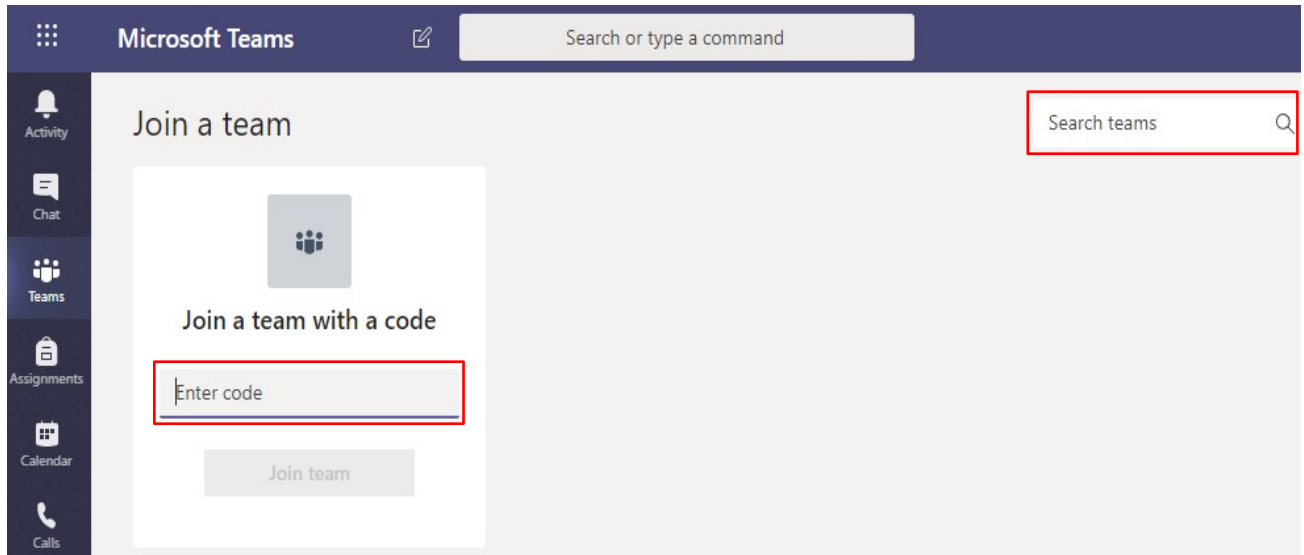 Microsoft Teams
Search or type a command
Activity
Chat
Teams
Assignments
Calendar
Calls
Join a team
Search teams
Join a team with a code
Enter code
Join team